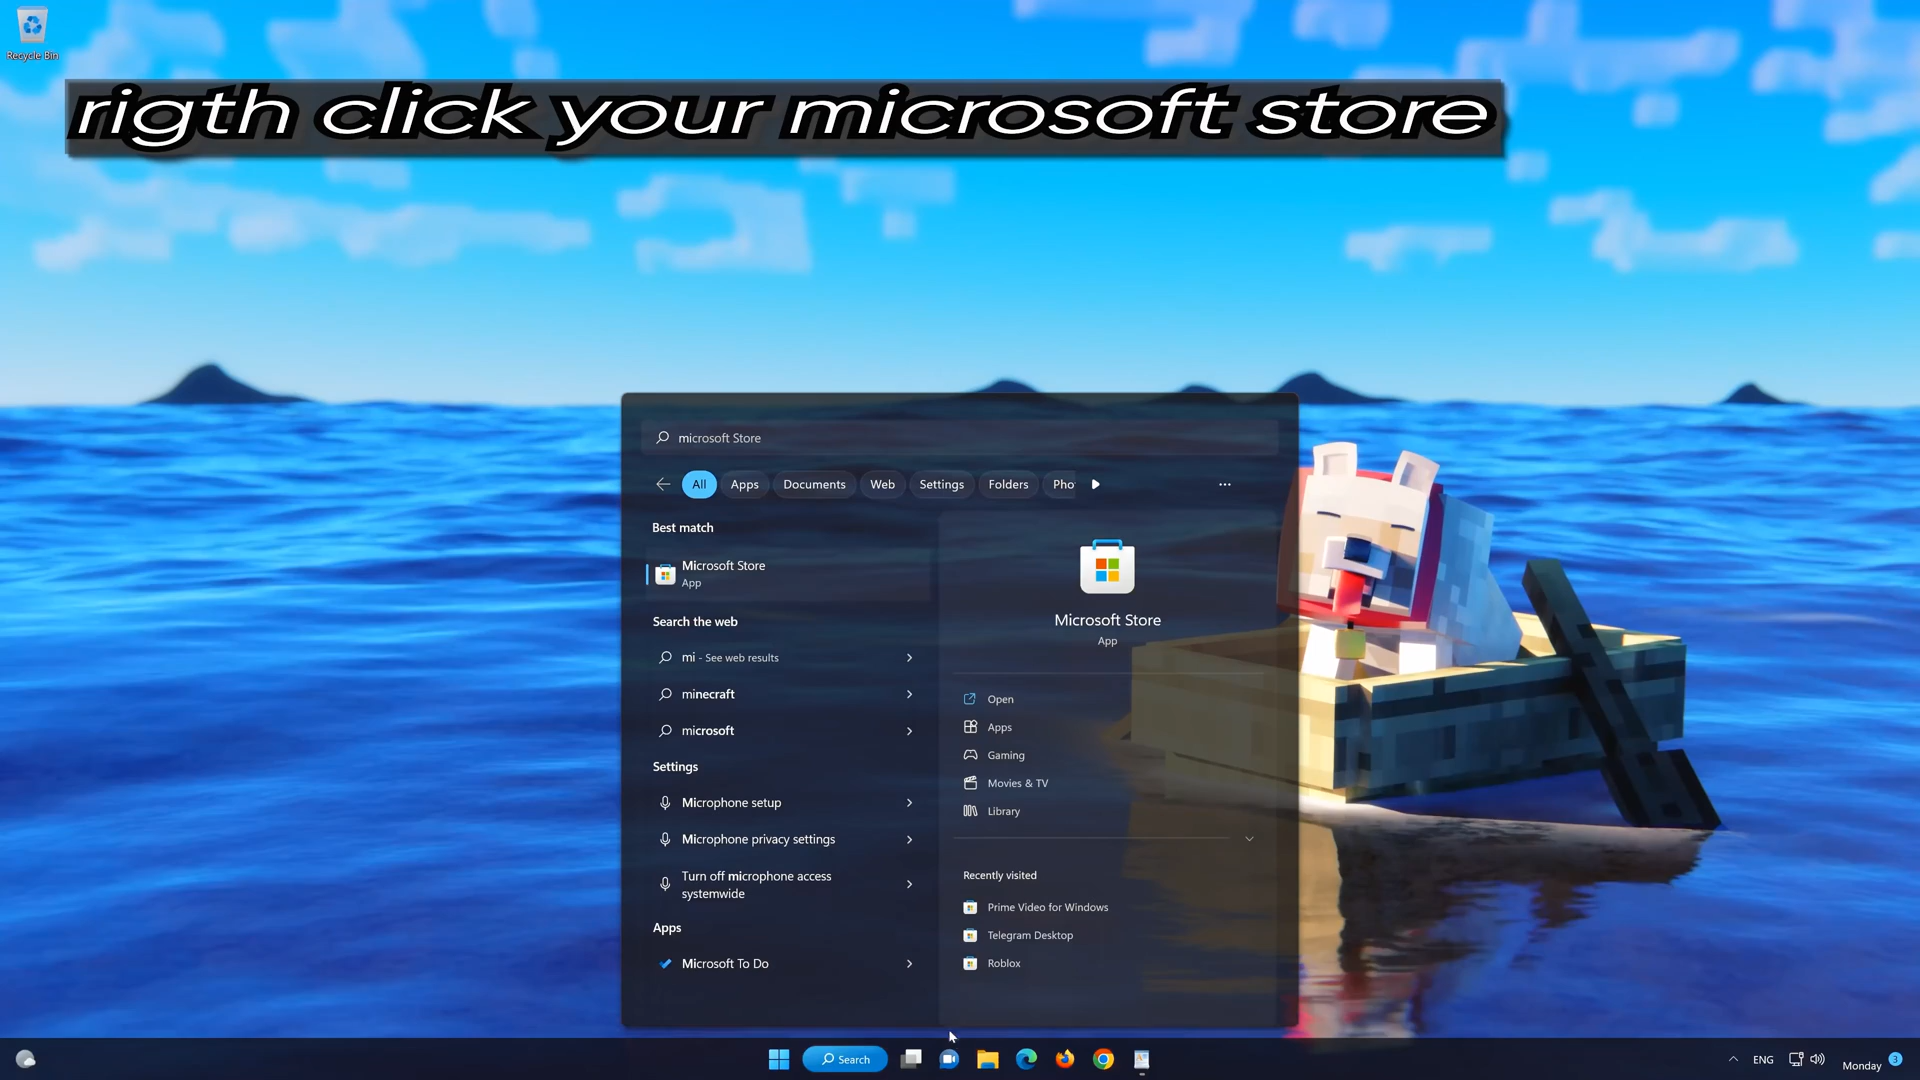 Recycle Bin
rigth click your microsoft store
microsoft Store
All Apps Documents Web Settings Folders Pho
Best match
Microsoft Store
App
Search the web
mi - See web results
minecraft
microsoft
Settings
Microphone setup
Microphone privacy settings
Turn off microphone access
systemwide
Apps
Microsoft To Do
Microsoft Store
App
Open
Apps
Gaming
Movies & TV
Library
Recently visited
Prime Video for Windows
Telegram Desktop
Roblox
Search
ENG
Monday 3